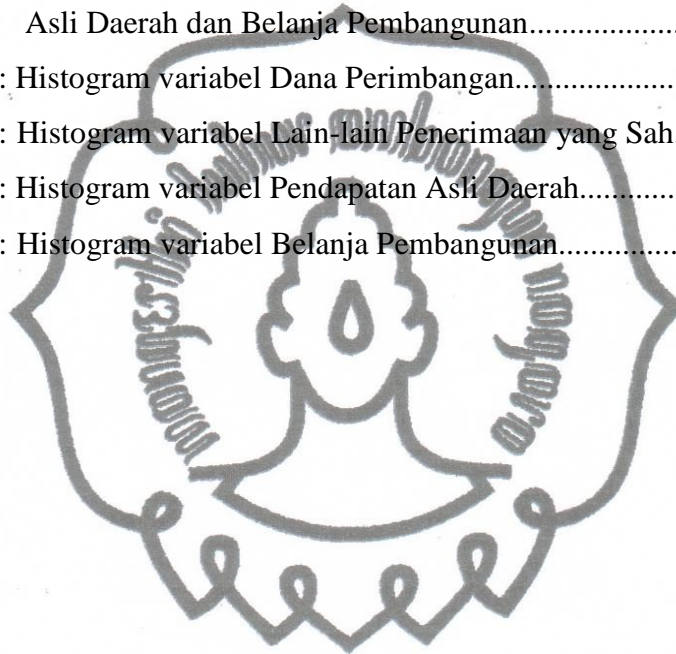 Asli Daerah dan Belanja Pembangunan....................
: Histogram variabel Dana Perimbangan......................
: Histogram variabel Lain-lain Penerimaan yang Sah.
: Histogram variabel Pendapatan Asli Daerah.............
: Histogram variabel Belanja Pembangunan...............